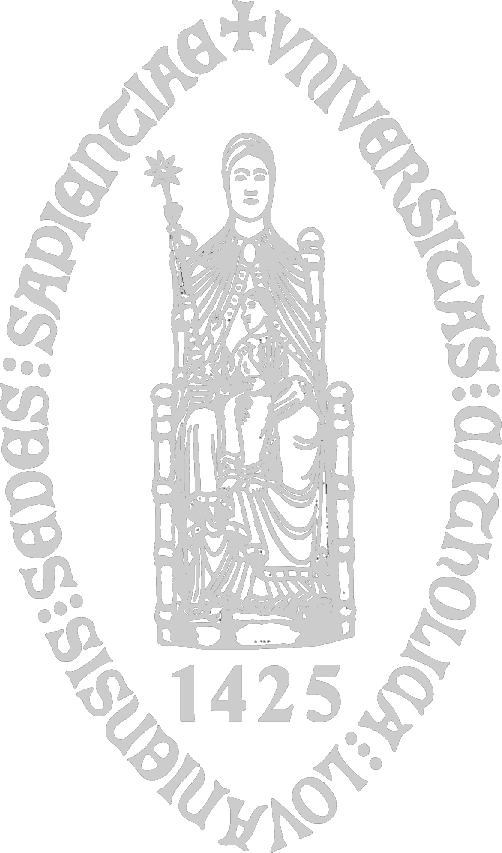 ✠ VNIVERSITAS ⁝ CATHOLICA ⁝ LOVANIENSIS ⁝ SEDES ⁝ SAPIENTIAE
1425